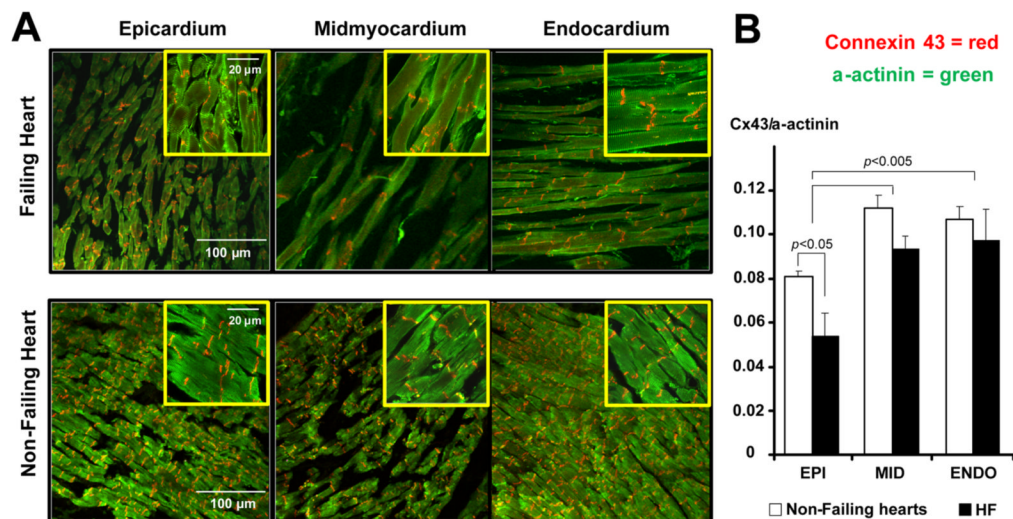 A
Epicardium Midmyocardium Endocardium
Failing Heart
20 µm
100 µm
Non-Failing Heart
20 µm
100 µm
B
Connexin 43 = red
a-actinin = green
Cx43/a-actinin
p<0.005
p<0.05
0.12
0.10
0.08
0.06
0.04
0.02
0
EPI MID ENDO
Non-Failing hearts HF